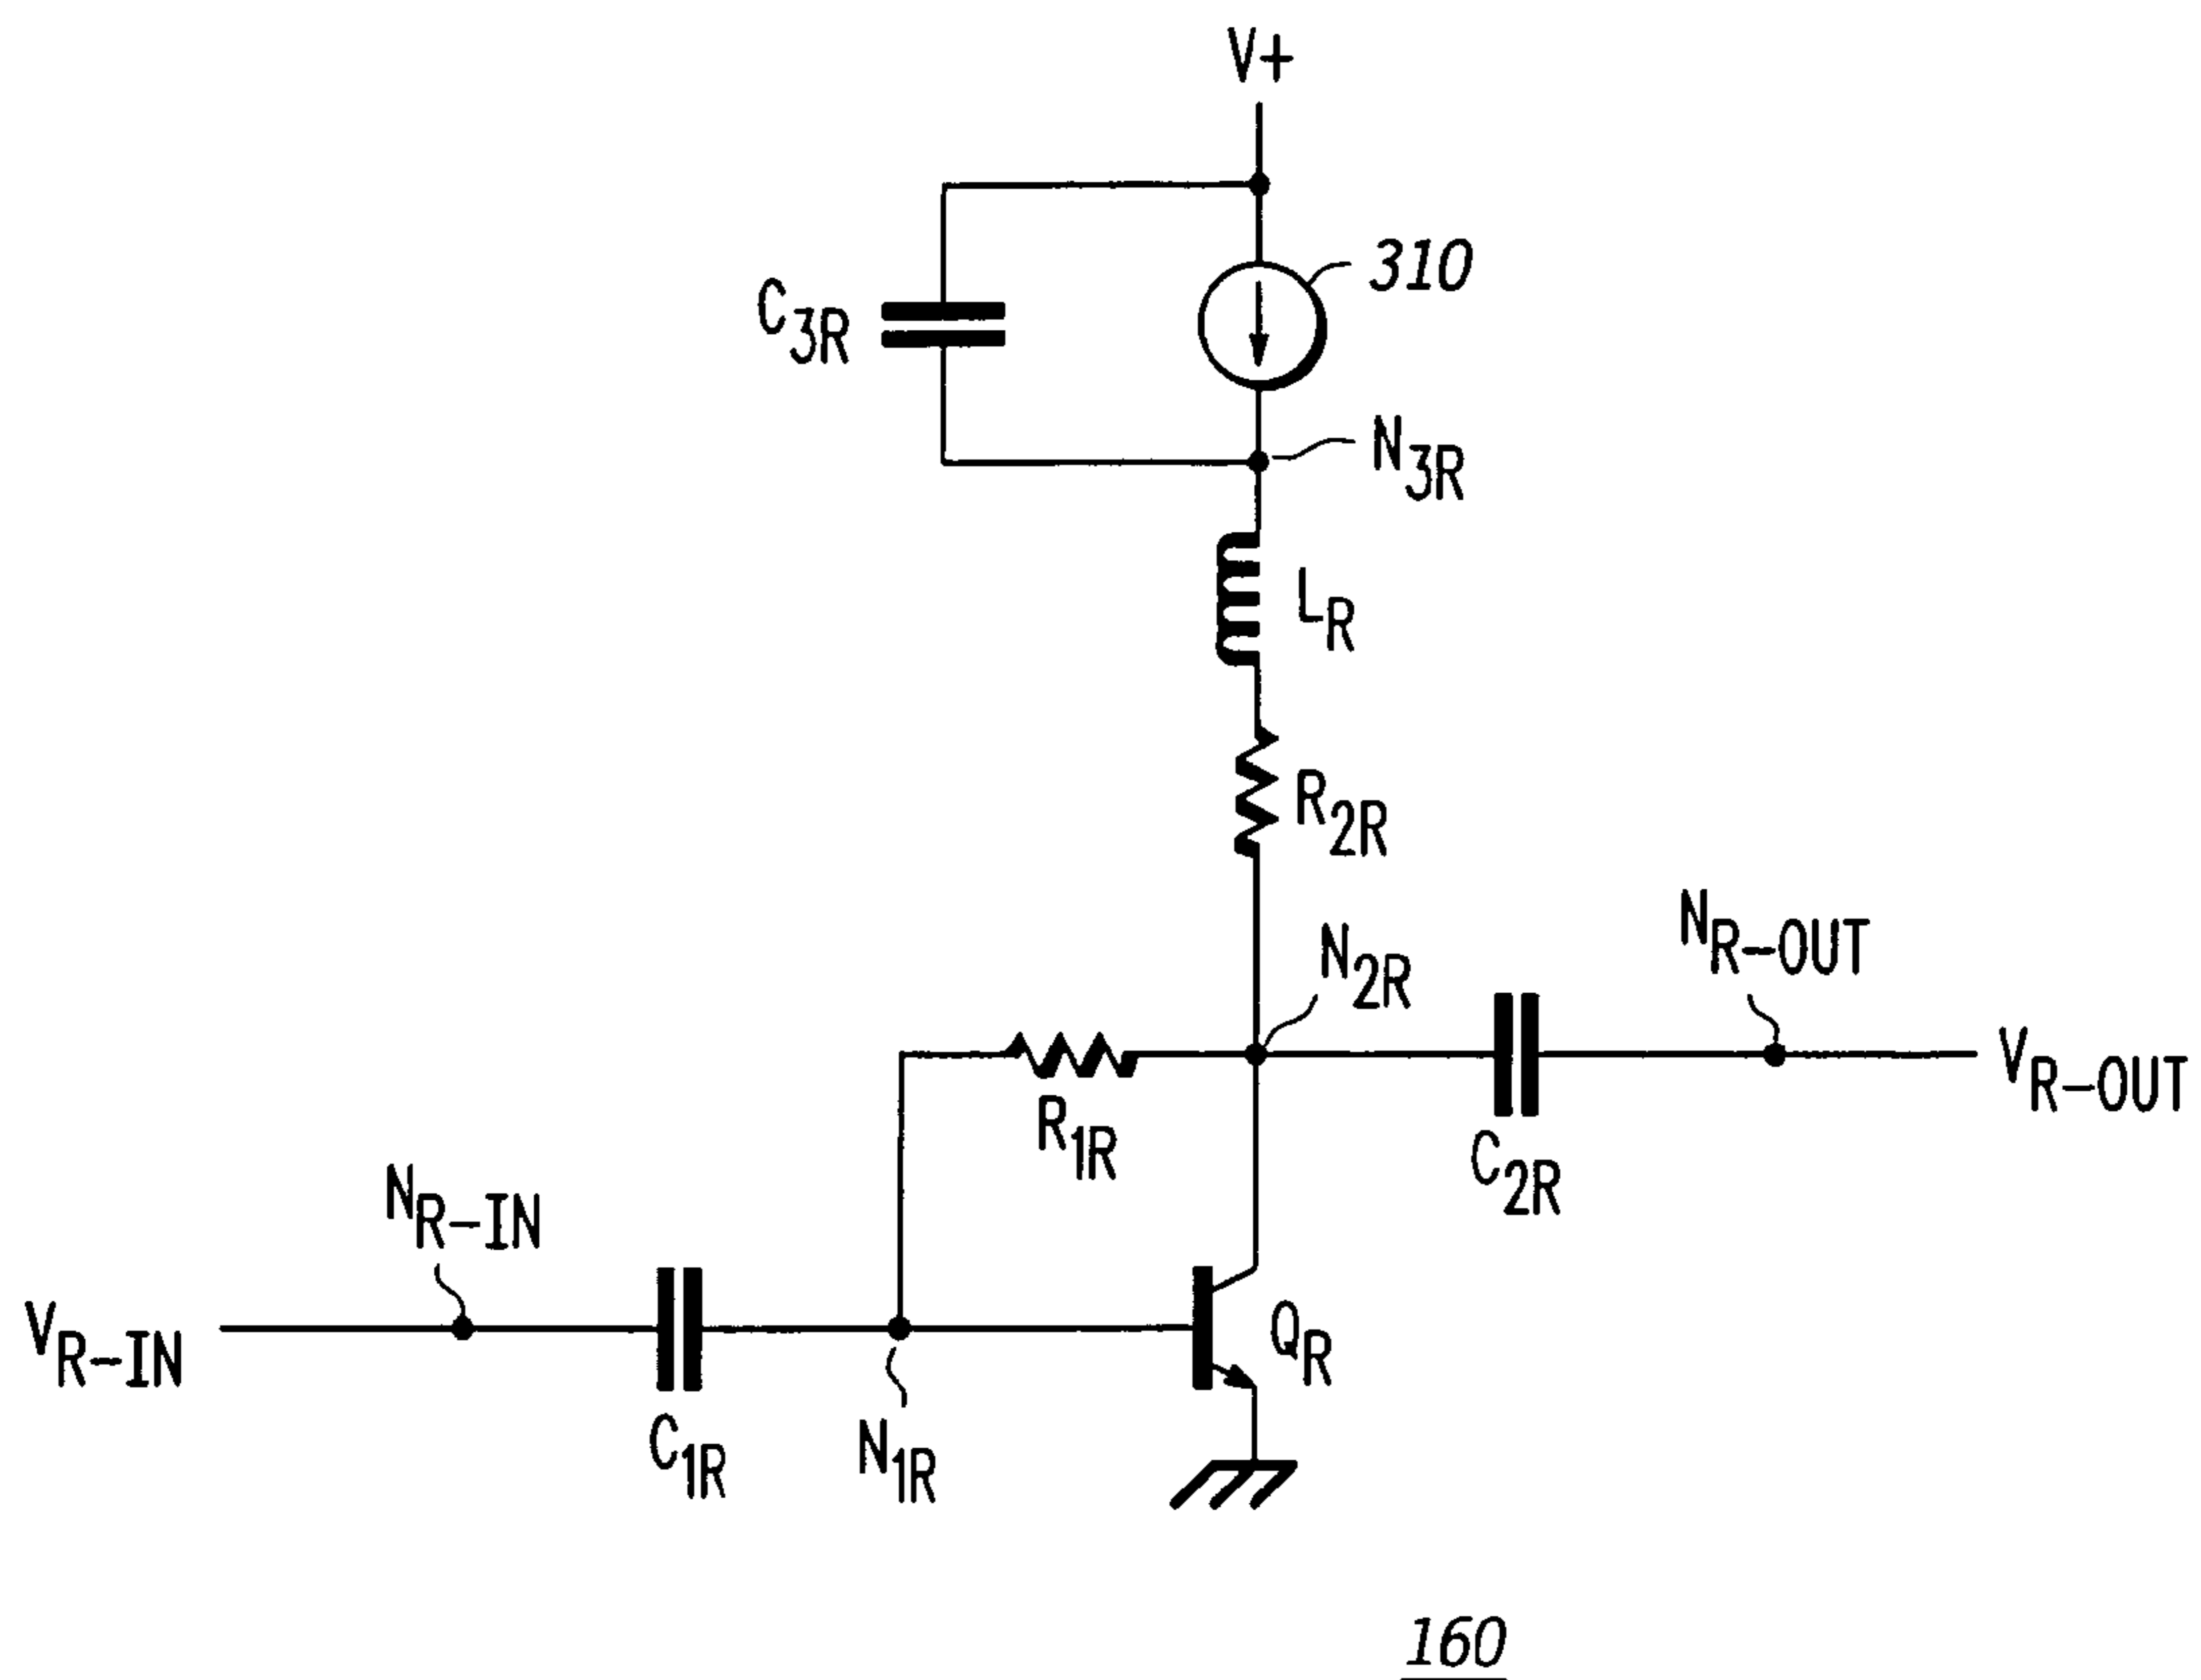 V+
310
C3R
N3R
LR
R2R
NR-OUT
N2R
VR-OUT
R1R
C2R
NR-IN
VR-IN
QR
C1R
N1R
160